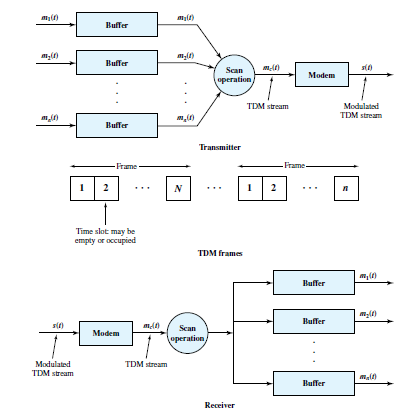 m₁(t) Buffer m₁(t)
m₂(t) Buffer m₂(t)
Scan operation
m_c(t)
Modem
s(t)
TDM stream
Modulated TDM stream
mₙ(t) Buffer mₙ(t)
Transmitter
Frame Frame
1 2 · · · N · · · 1 2 · · · n
Time slot: may be
empty or occupied
TDM frames
Buffer m₁(t)
s(t) Modem m_c(t) Scan operation
Buffer m₂(t)
Modulated TDM stream
TDM stream
Buffer mₙ(t)
Receiver